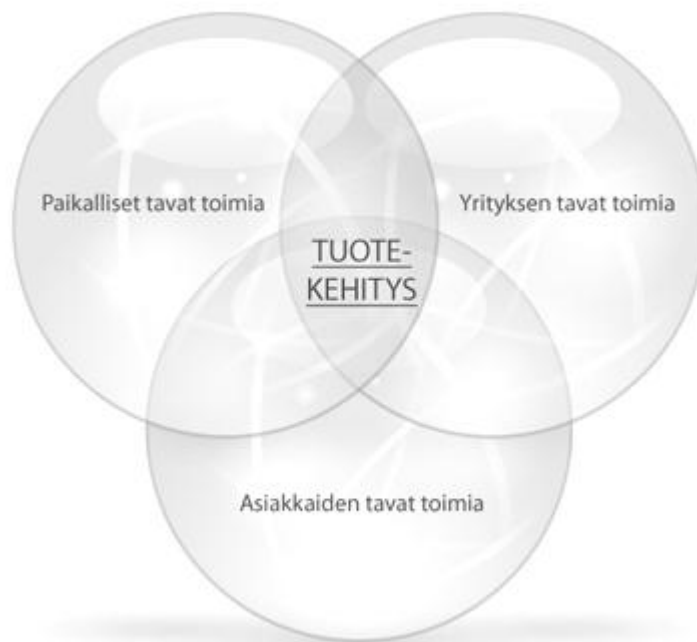 Paikalliset tavat toimia
Yrityksen tavat toimia
TUOTE-
KEHITYS
Asiakkaiden tavat toimia